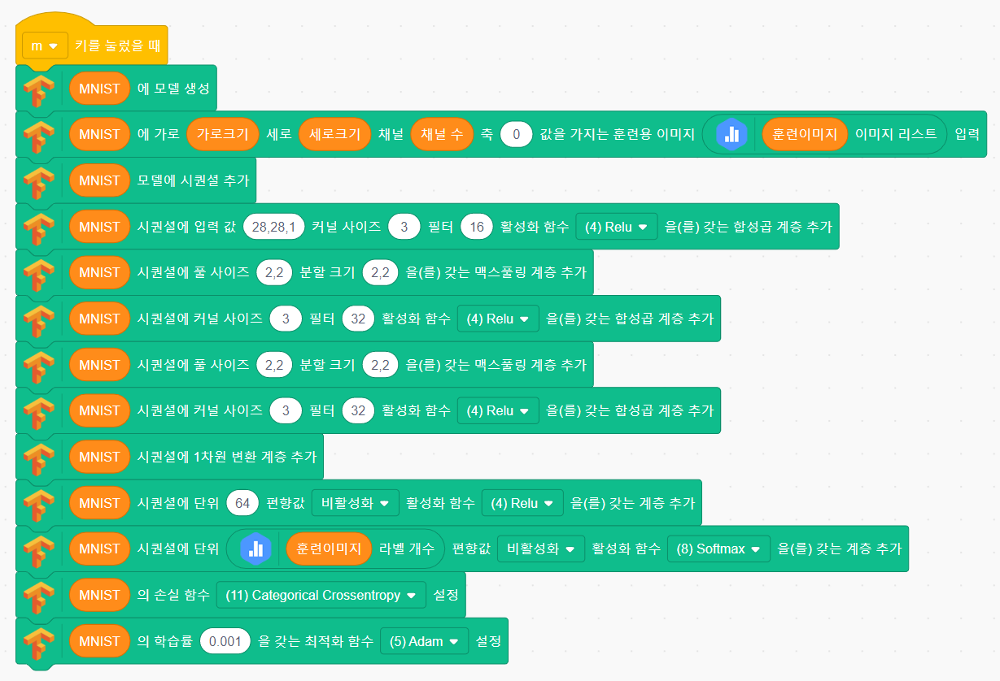 m 키를 눌렀을 때
MNIST 에 모델 생성
MNIST 에 가로 가로크기 세로 세로크기 채널 채널 수 축 0 값을 가지는 훈련용 이미지 훈련이미지 이미지 리스트 입력
MNIST 모델에 시퀀셜 추가
MNIST 시퀀셜에 입력 값 28,28,1 커널 사이즈 3 필터 16 활성화 함수 (4) Relu 을(를) 갖는 합성곱 계층 추가
MNIST 시퀀셜에 풀 사이즈 2,2 분할 크기 2,2 을(를) 갖는 맥스풀링 계층 추가
MNIST 시퀀셜에 커널 사이즈 3 필터 32 활성화 함수 (4) Relu 을(를) 갖는 합성곱 계층 추가
MNIST 시퀀셜에 풀 사이즈 2,2 분할 크기 2,2 을(를) 갖는 맥스풀링 계층 추가
MNIST 시퀀셜에 커널 사이즈 3 필터 32 활성화 함수 (4) Relu 을(를) 갖는 합성곱 계층 추가
MNIST 시퀀셜에 1차원 변환 계층 추가
MNIST 시퀀셜에 단위 64 편향값 비활성화 활성화 함수 (4) Relu 을(를) 갖는 계층 추가
MNIST 시퀀셜에 단위 훈련이미지 라벨 개수 편향값 비활성화 활성화 함수 (8) Softmax 을(를) 갖는 계층 추가
MNIST 의 손실 함수 (11) Categorical Crossentropy 설정
MNIST 의 학습률 0.001 을 갖는 최적화 함수 (5) Adam 설정